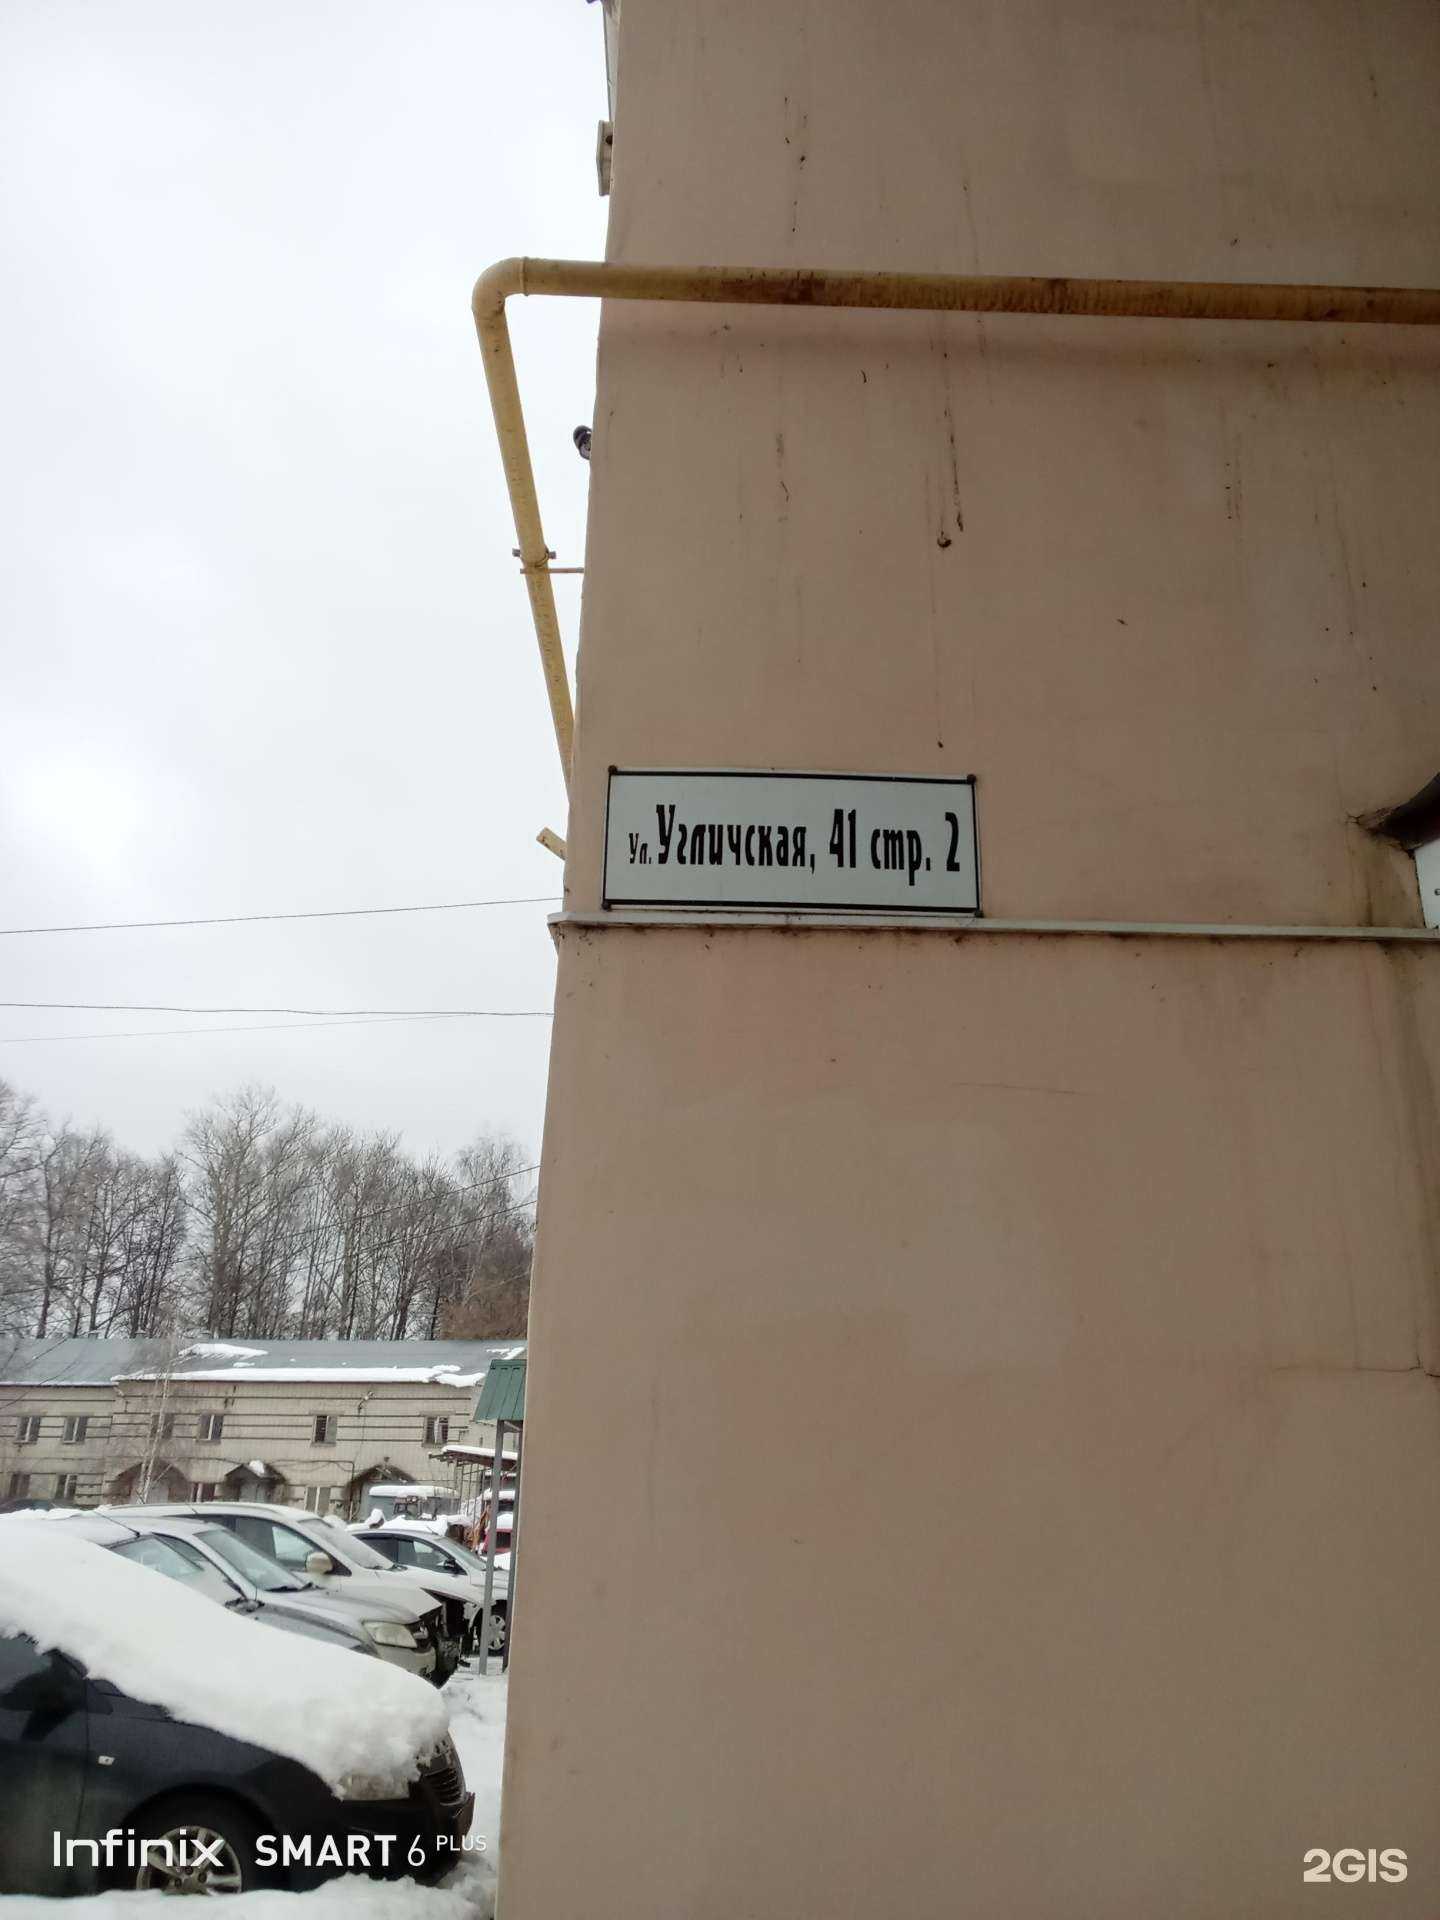 ул. Угличская, 41 стр. 2
Infinix SMART 6 PLUS
2GIS